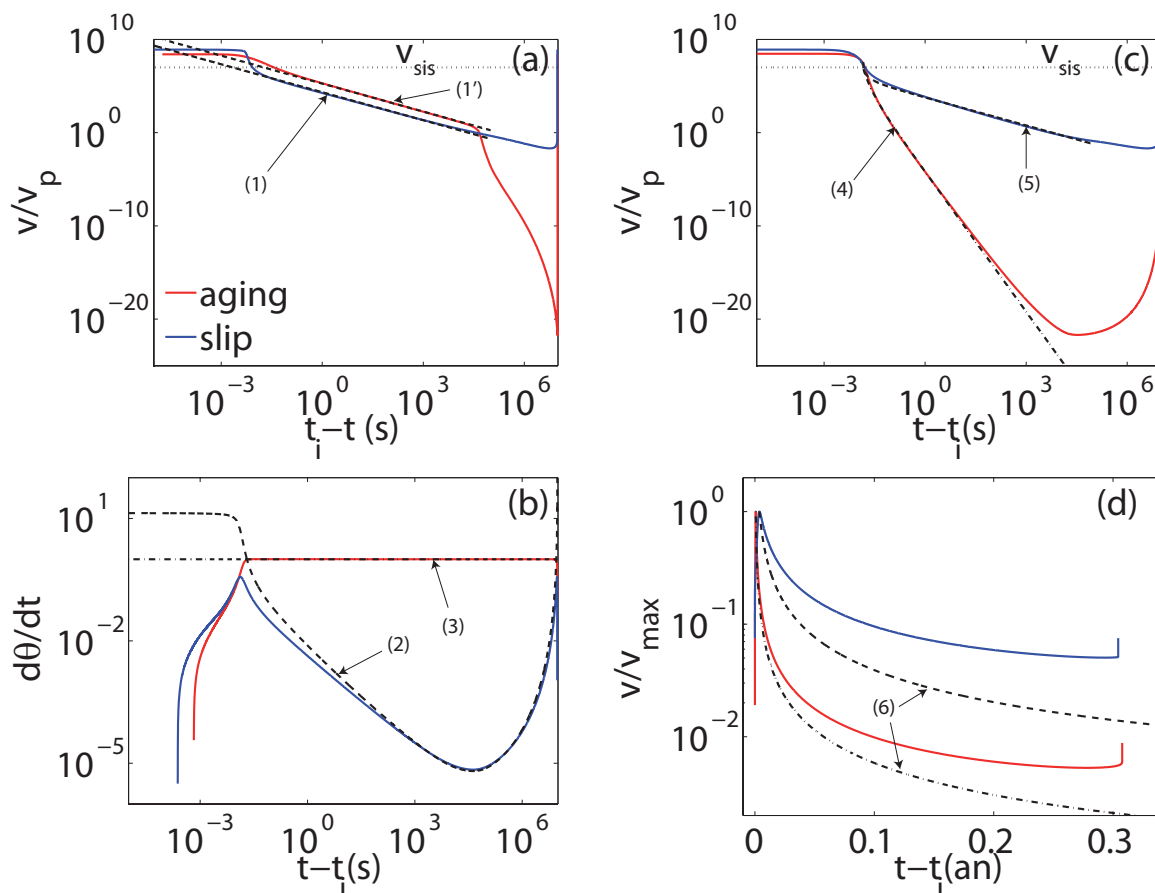 10^10
10^0
10^-10
10^-20
v/v_p
v_sis
(a)
(1')
(1)
aging
slip
10^-3
10^0
10^3
10^6
t_i-t (s)
10^10
10^0
10^-10
10^-20
v/v_p
v_sis
(c)
(4)
(5)
10^-3
10^0
10^3
10^6
t-t_i(s)
10^1
10^-2
10^-5
dθ/dt
(b)
(3)
(2)
10^-3
10^0
10^3
10^6
t-t_i(s)
10^0
10^-1
10^-2
v/v_max
(d)
(6)
0
0.1
0.2
0.3
t-t_i(an)